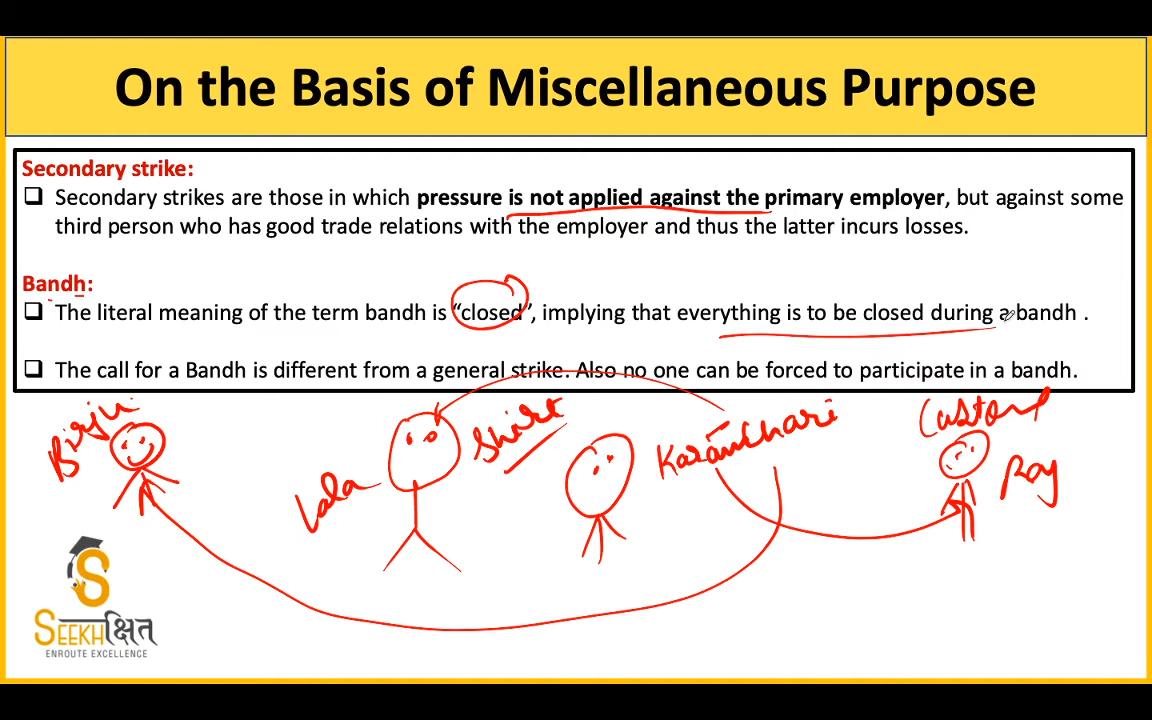 On the Basis of Miscellaneous Purpose
Secondary strike:
❑ Secondary strikes are those in which pressure is not applied against the primary employer, but against some
third person who has good trade relations with the employer and thus the latter incurs losses.
Bandh:
❑ The literal meaning of the term bandh is “closed”, implying that everything is to be closed during a bandh .
❑ The call for a Bandh is different from a general strike. Also no one can be forced to participate in a bandh.
Birju
Lala
Shirt
Karamchari
Roy
SEEKHक्षित
ENROUTE EXCELLENCE